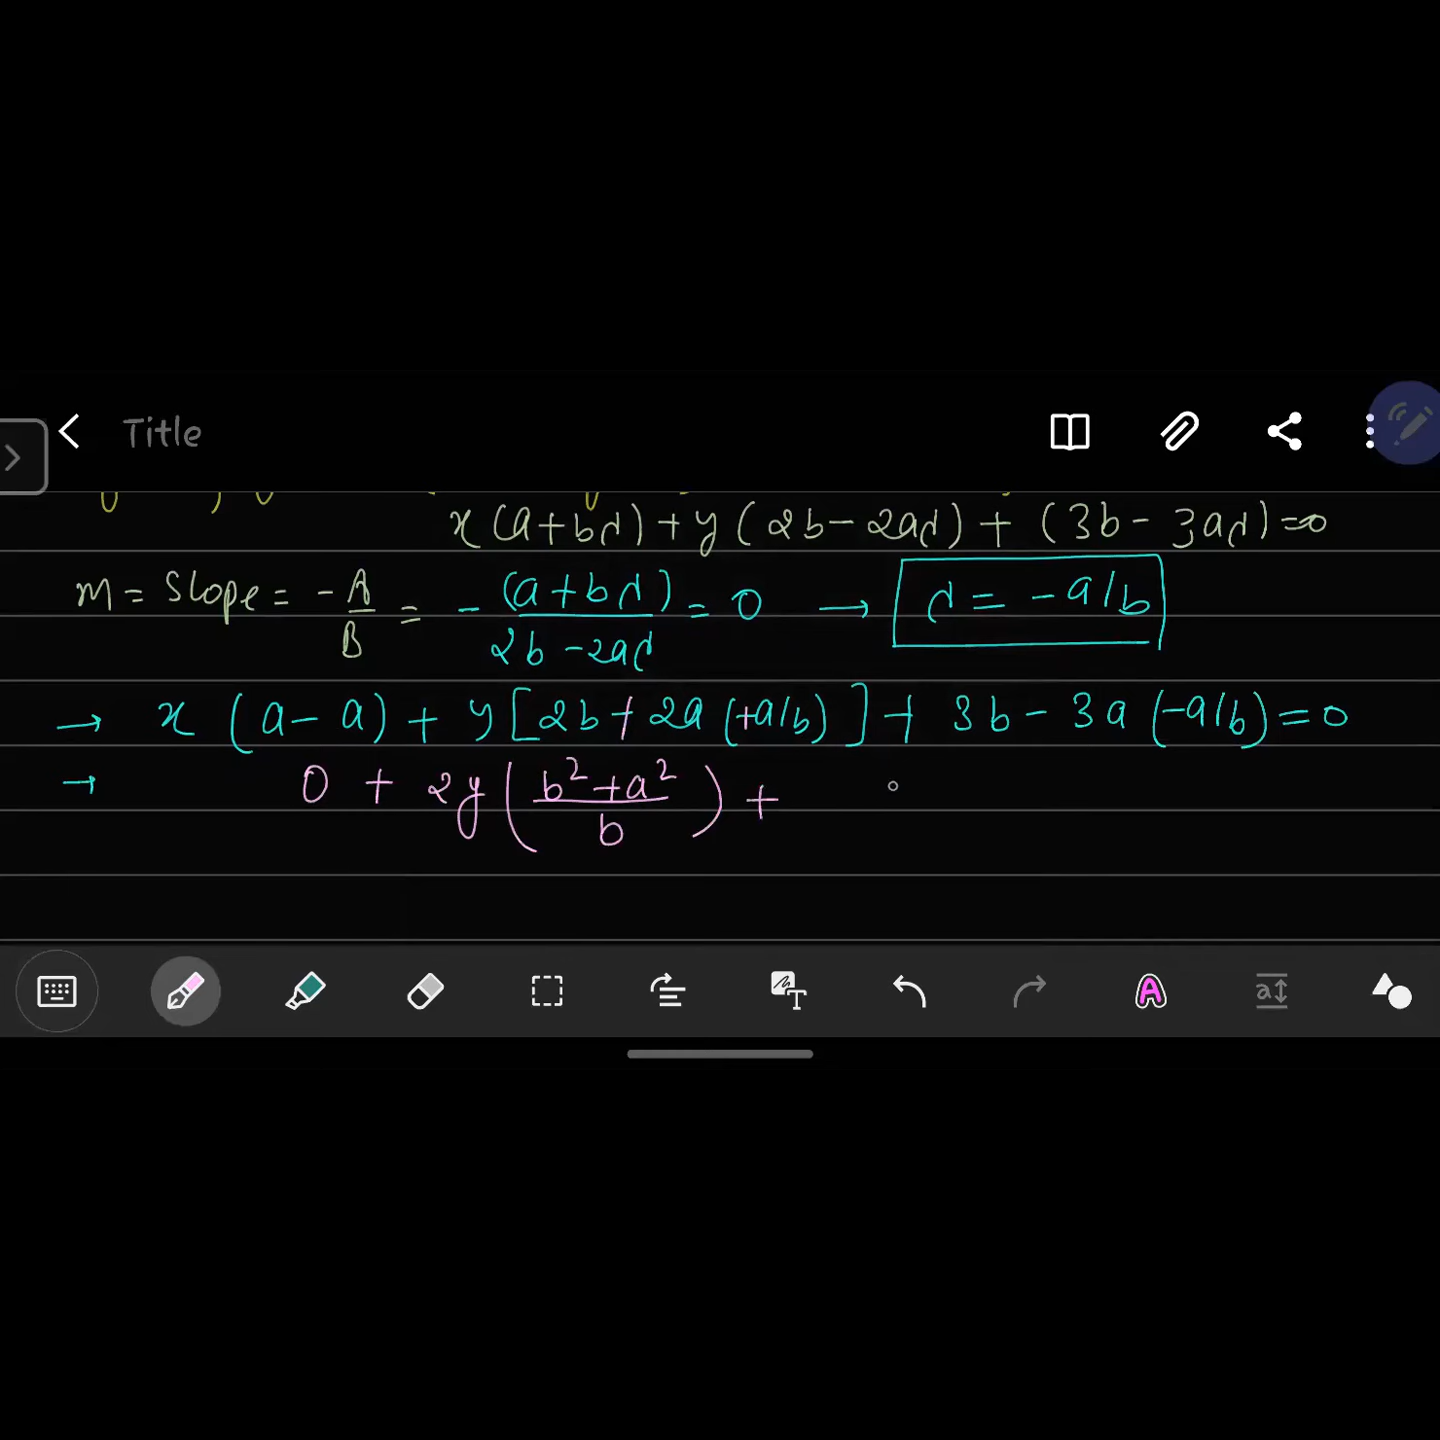 Title
x(a+bλ)+y(2b-2aλ)+(3b-3aλ)=0
m = Slope = -A/B = -(a+bλ)/(2b-2aλ) = 0 → λ = -a/b
→ x (a-a) + y[2b+2a(+a/b)] + 3b-3a(-a/b)=0
→ 0 + 2y((b²+a²)/b) +
A
a